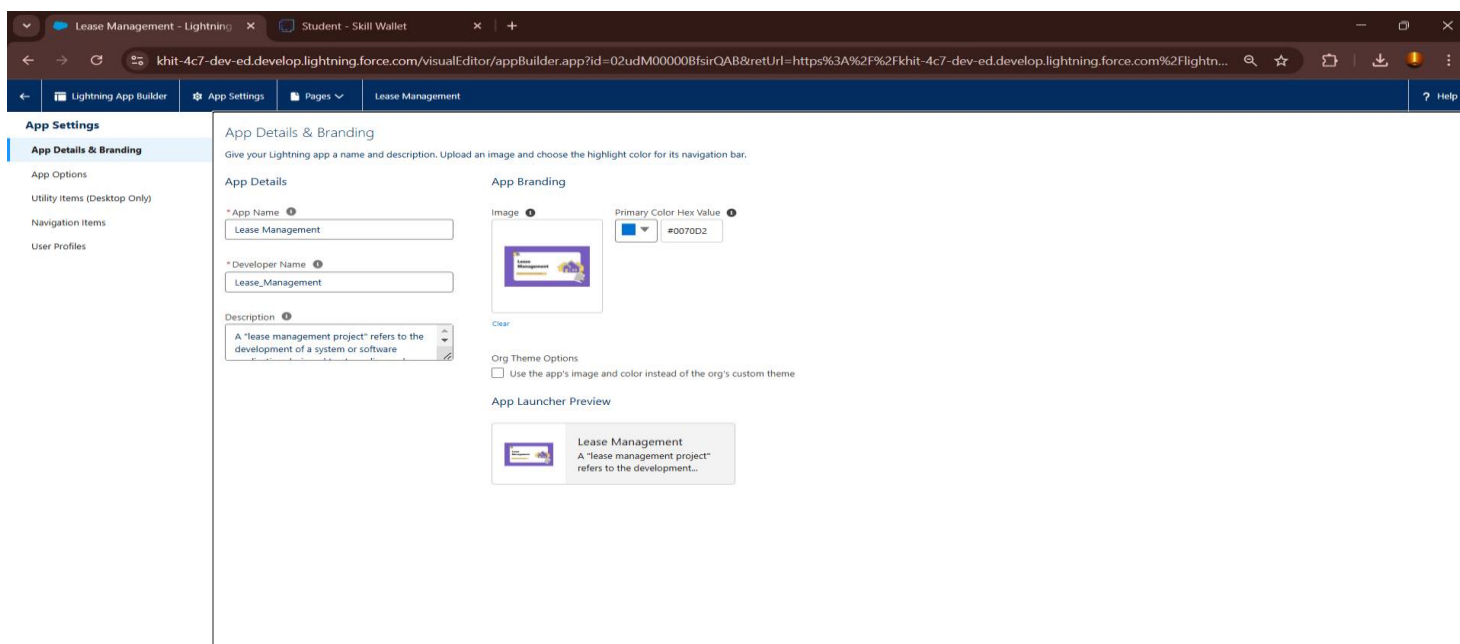 Lease Management - Lightning
Student - Skill Wallet
khit-4c7-dev-ed.develop.lightning.force.com/visualEditor/appBuilder.app?id=02udM00000BfsirQAB&retUrl=https%3A%2F%2Fkhit-4c7-dev-ed.develop.lightning.force.com%2Flightn...
Lightning App Builder
App Settings
Pages
Lease Management
? Help
App Settings
App Details & Branding
App Options
Utility Items (Desktop Only)
Navigation Items
User Profiles
App Details & Branding
Give your Lightning app a name and description. Upload an image and choose the highlight color for its navigation bar.
App Details
*App Name
Lease Management
*Developer Name
Lease_Management
Description
A "lease management project" refers to the
development of a system or software
App Branding
Image
Lease
Management
Clear
Primary Color Hex Value
#0070D2
Org Theme Options
Use the app's image and color instead of the org's custom theme
App Launcher Preview
Lease Management
A "lease management project"
refers to the development...